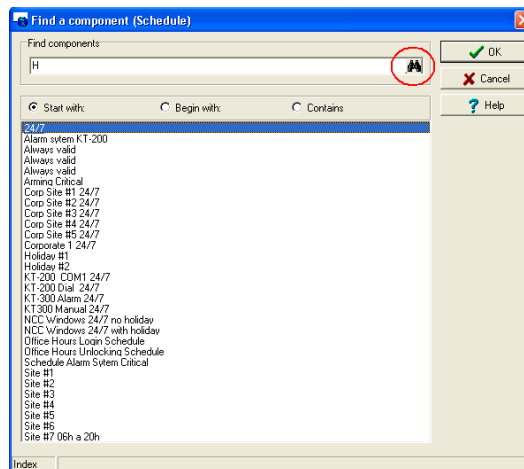 Find a component (Schedule)
Find components
H
OK
Cancel
? Help
Start with:
Begin with:
Contains
24/7
Alarm sytem KT-200
Always valid
Always valid
Always valid
Arming Critical
Corp Site #1 24/7
Corp Site #2 24/7
Corp Site #3 24/7
Corp Site #4 24/7
Corp Site #5 24/7
Corporate 1 24/7
Holiday #1
Holiday #2
KT-200 COM1 24/7
KT-200 Dial 24/7
KT-300 Alarm 24/7
KT300 Manual 24/7
NCC Windows 24/7 no holiday
NCC Windows 24/7 with holiday
Office Hours Login Schedule
Office Hours Unlocking Schedule
Schedule Alarm Sytem Critical
Site #1
Site #2
Site #3
Site #4
Site #5
Site #6
Site #7 06h a 20h
Index